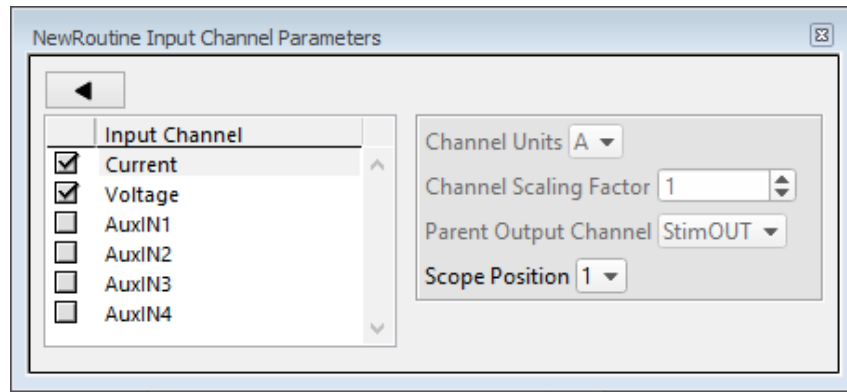 NewRoutine Input Channel Parameters
Input Channel
Current
Voltage
AuxIN1
AuxIN2
AuxIN3
AuxIN4
Channel Units A
Channel Scaling Factor 1
Parent Output Channel StimOUT
Scope Position 1